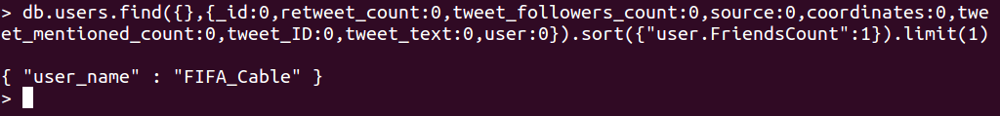 > db.users.find({},{_id:0,retweet_count:0,tweet_followers_count:0,source:0,coordinates:0,twe
et_mentioned_count:0,tweet_ID:0,tweet_text:0,user:0}).sort({"user.FriendsCount":1}).limit(1)
{ "user_name" : "FIFA_Cable" }
>